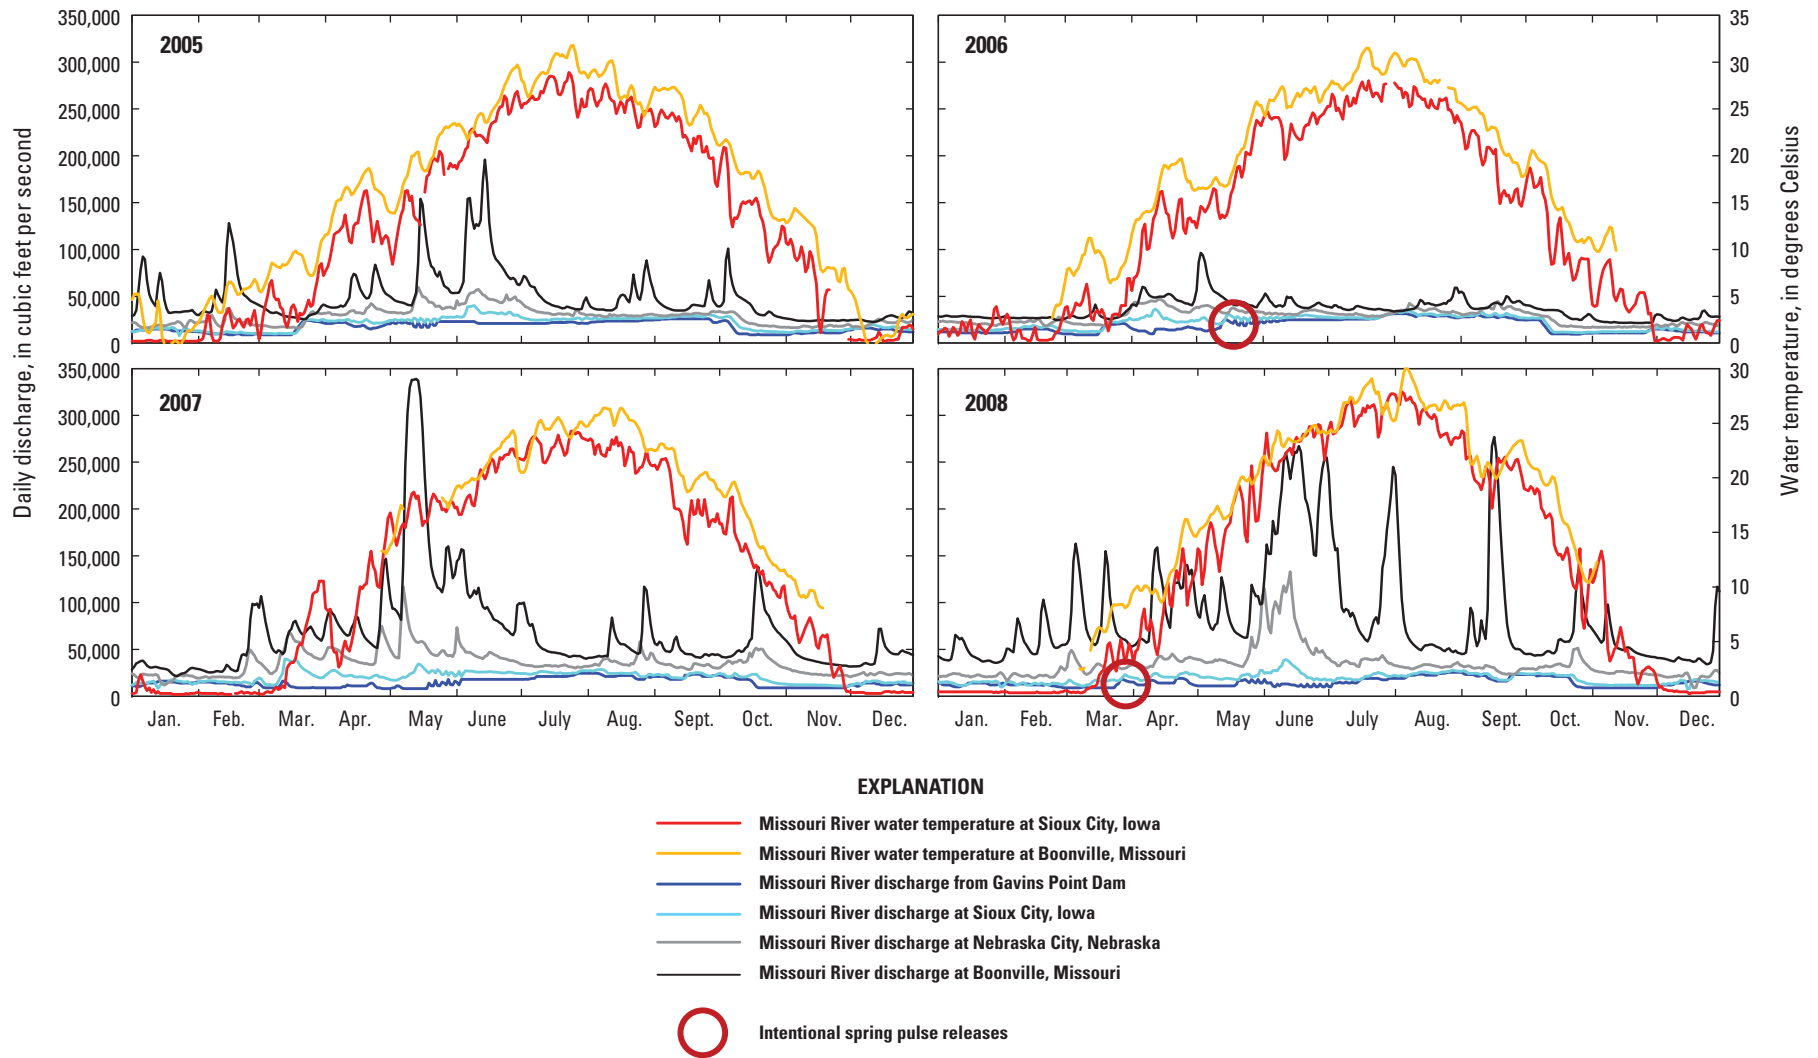 350,000
300,000
250,000
200,000
150,000
100,000
50,000
0
2005
2006
35
30
25
20
15
10
5
0
Daily discharge, in cubic feet per second
Water temperature, in degrees Celsius
350,000
300,000
250,000
200,000
150,000
100,000
50,000
0
2007
2008
30
25
20
15
10
5
0
Jan. Feb. Mar. Apr. May June July Aug. Sept. Oct. Nov. Dec.
Jan. Feb. Mar. Apr. May June July Aug. Sept. Oct. Nov. Dec.
EXPLANATION
Missouri River water temperature at Sioux City, Iowa
Missouri River water temperature at Boonville, Missouri
Missouri River discharge from Gavins Point Dam
Missouri River discharge at Sioux City, Iowa
Missouri River discharge at Nebraska City, Nebraska
Missouri River discharge at Boonville, Missouri
Intentional spring pulse releases